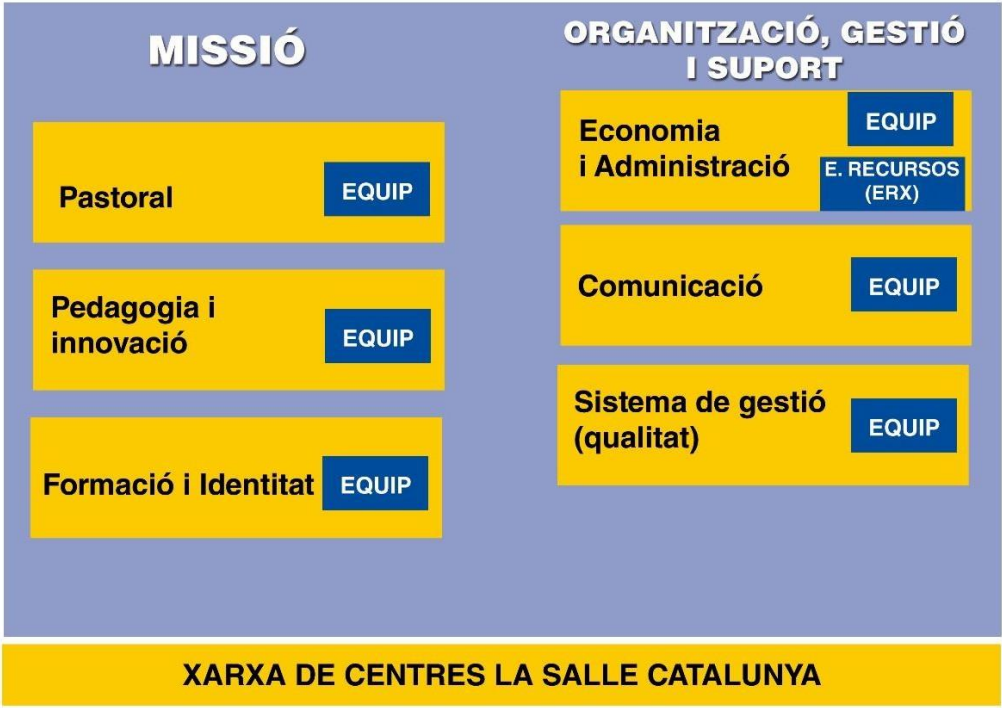 MISSIÓ
Pastoral
EQUIP
Pedagogia i
innovació
EQUIP
Formació i Identitat
EQUIP
ORGANITZACIÓ, GESTIÓ
I SUPORT
Economia
i Administració
EQUIP
E. RECURSOS
(ERX)
Comunicació
EQUIP
Sistema de gestió
(qualitat)
EQUIP
XARXA DE CENTRES LA SALLE CATALUNYA